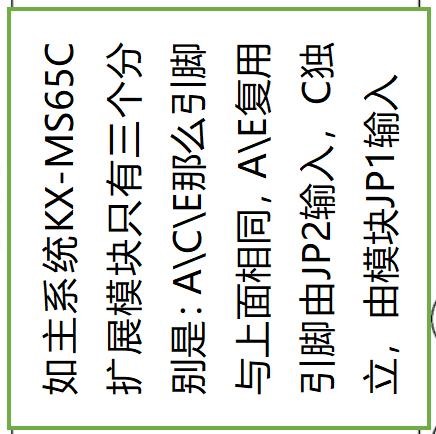 如主系统KX-MS65C
扩展模块只有三个分
别是：A\C\E那么引脚
与上面相同，A\E复用
引脚由JP2输入，C独
立，由模块JP1输入